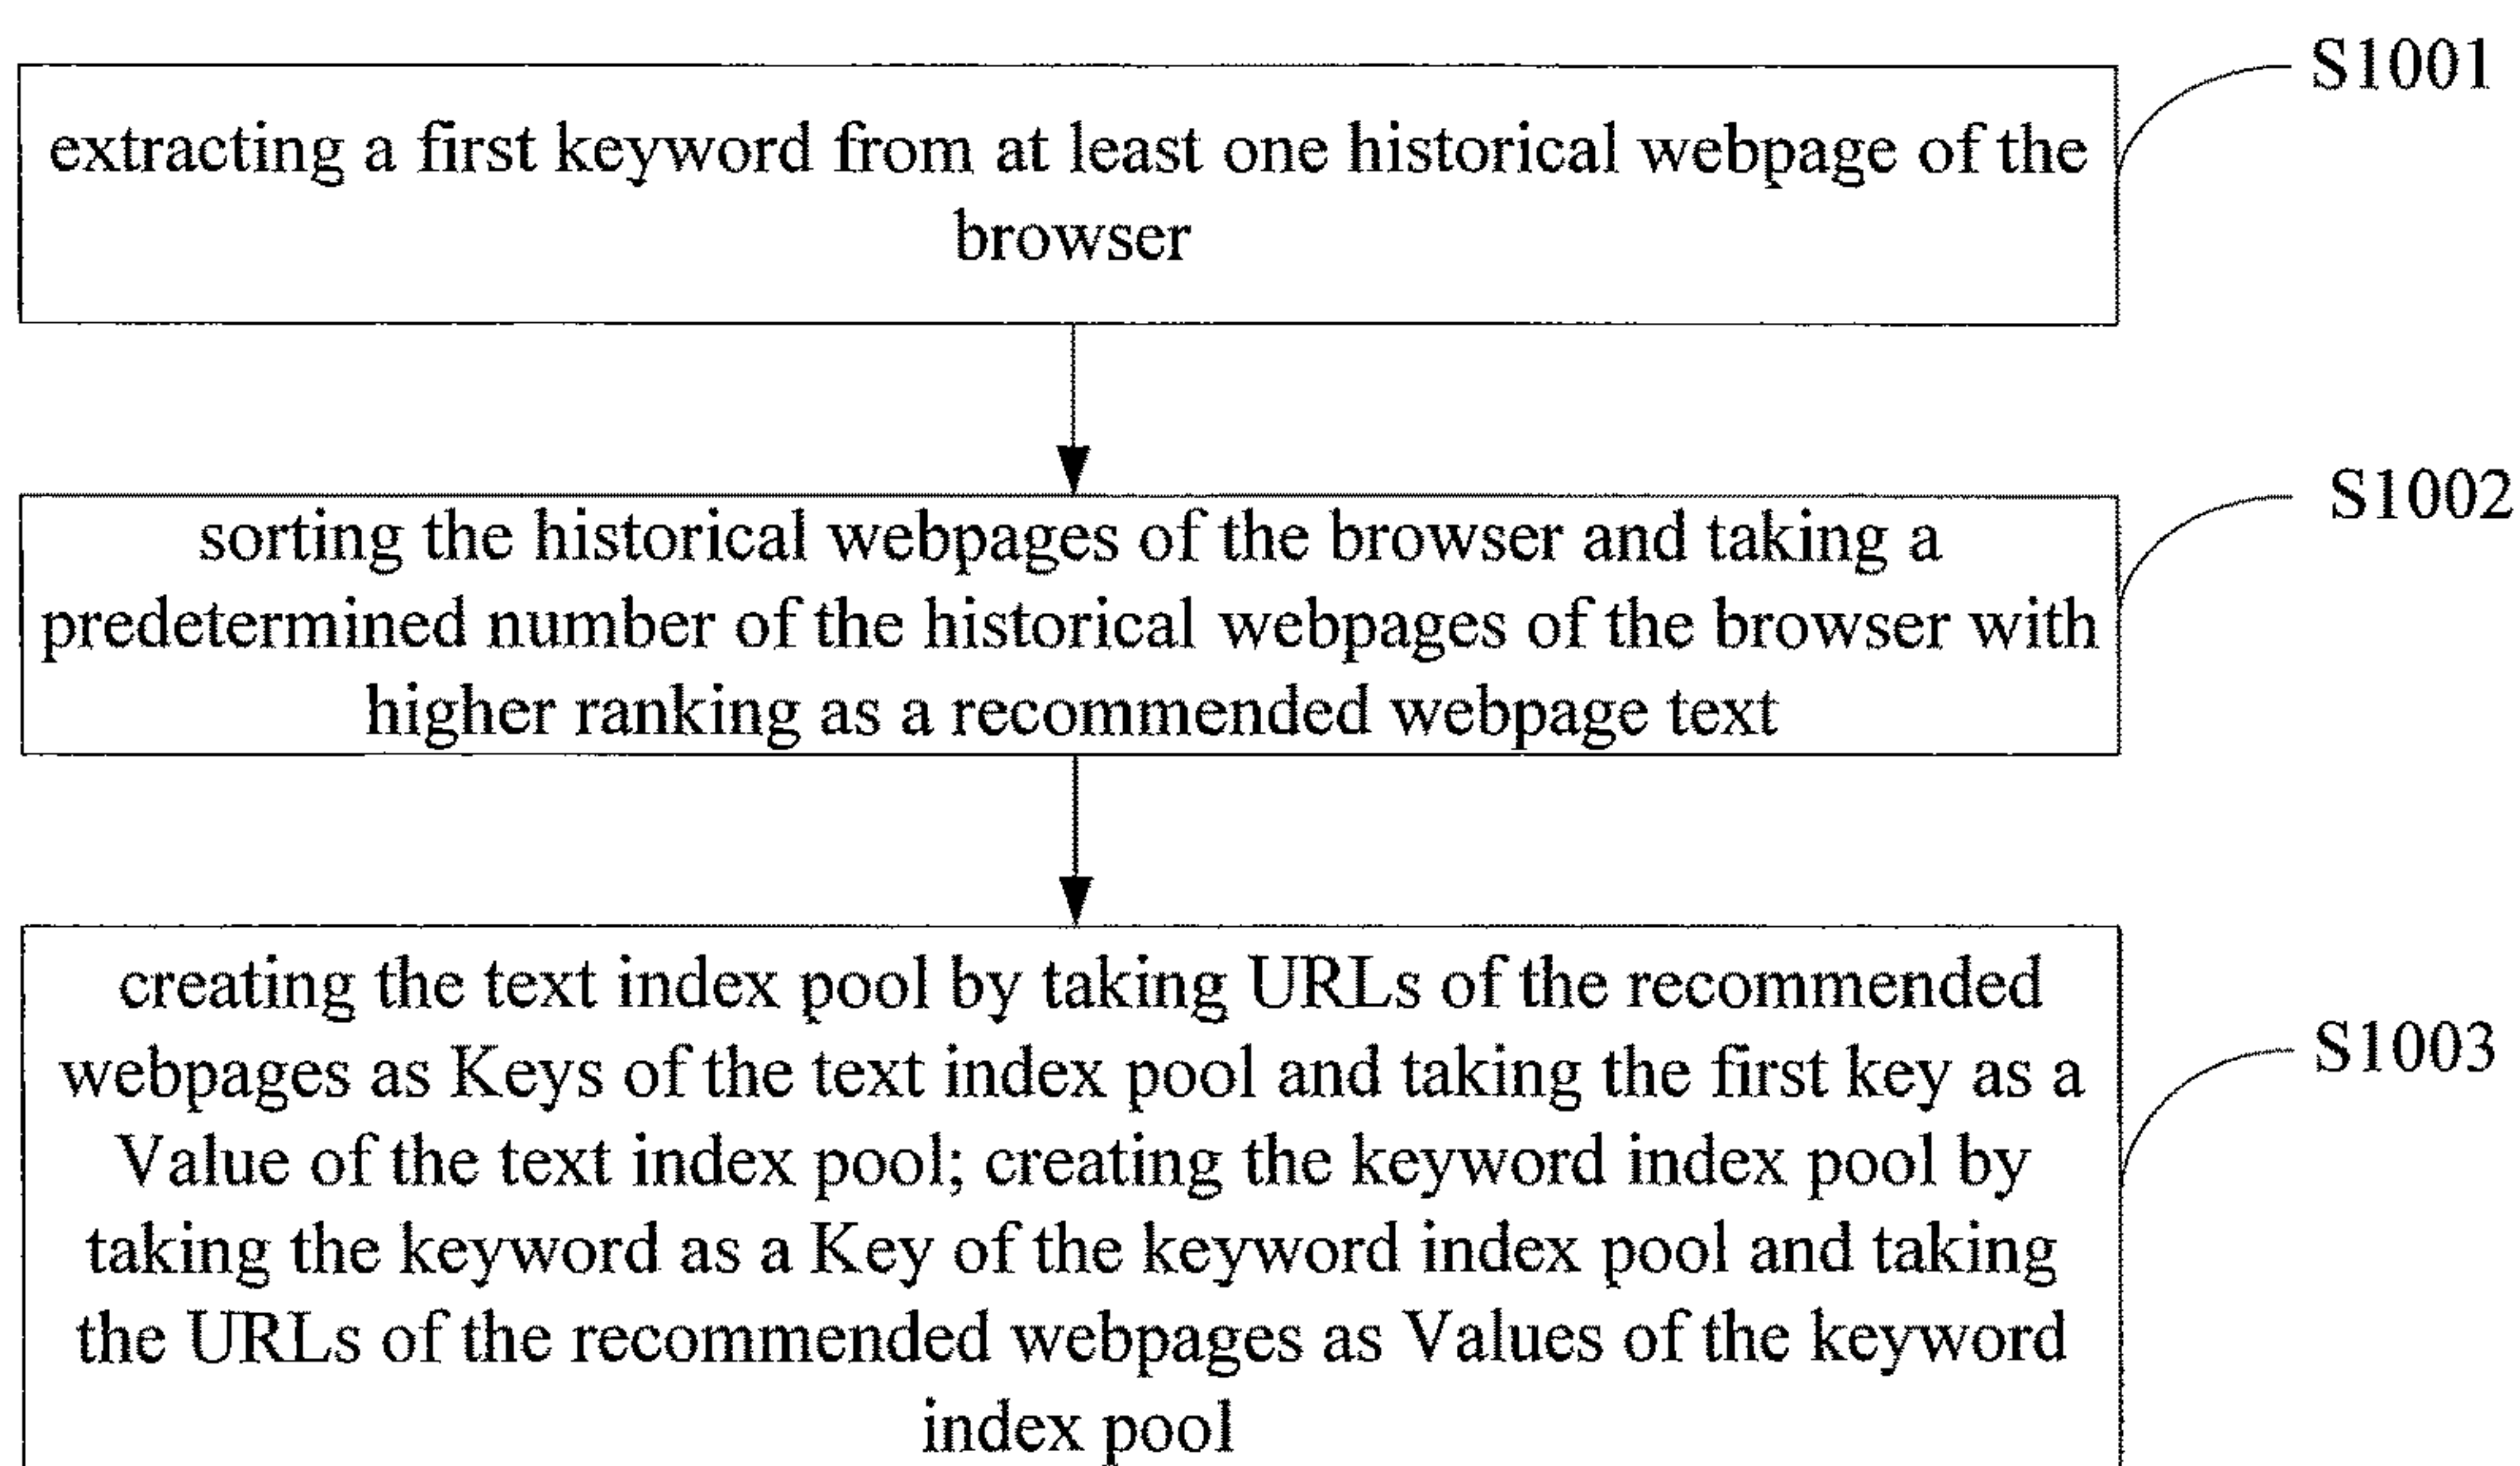 S1001
extracting a first keyword from at least one historical webpage of the
browser
S1002
sorting the historical webpages of the browser and taking a
predetermined number of the historical webpages of the browser with
higher ranking as a recommended webpage text
creating the text index pool by taking URLs of the recommended
S1003
webpages as Keys of the text index pool and taking the first key as a
Value of the text index pool; creating the keyword index pool by
taking the keyword as a Key of the keyword index pool and taking
the URLs of the recommended webpages as Values of the keyword
index pool